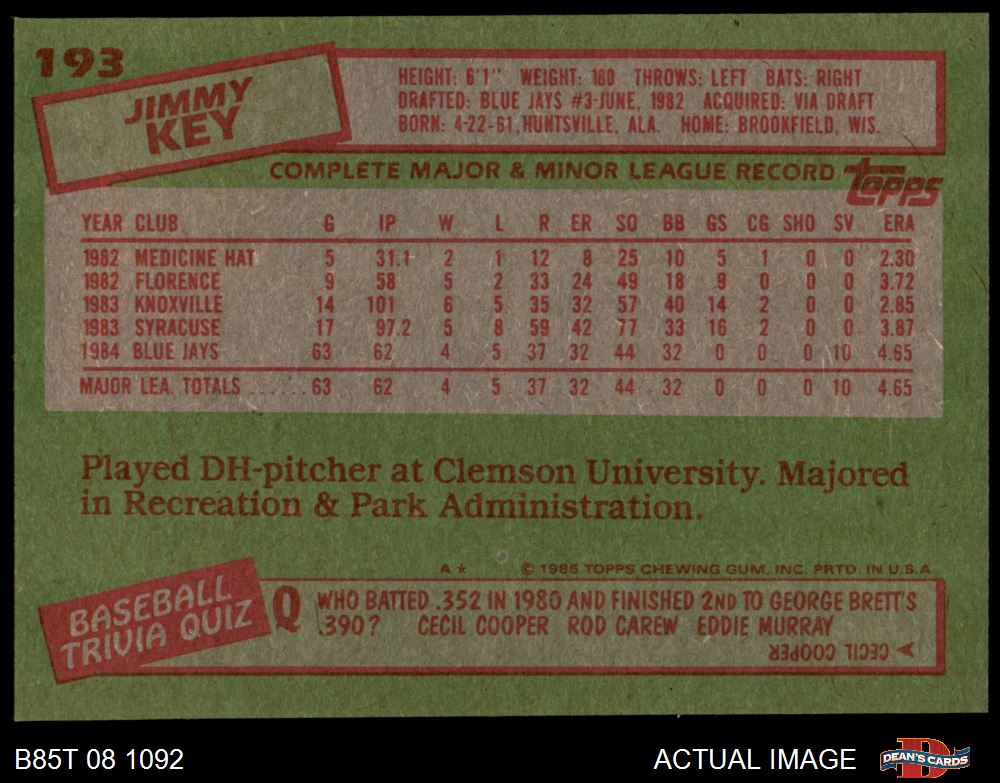 193
JIMMY
KEY
HEIGHT: 6'1" WEIGHT: 180 THROWS: LEFT BATS: RIGHT
DRAFTED: BLUE JAYS #3-JUNE, 1982 ACQUIRED: VIA DRAFT
BORN: 4-22-61, HUNTSVILLE, ALA. HOME: BROOKFIELD, WIS.
COMPLETE MAJOR & MINOR LEAGUE RECORD topps
YEAR CLUB G IP W L R ER SO BB GS CG SHO SV ERA
1982 MEDICINE HAT 5 31.1 2 1 12 8 25 10 5 1 0 0 2.30
1982 FLORENCE 9 58 5 2 33 24 49 18 9 0 0 0 3.72
1983 KNOXVILLE 14 101 6 5 35 32 57 40 14 2 0 0 2.85
1983 SYRACUSE 17 97.2 5 8 59 42 77 33 16 2 0 0 3.87
1984 BLUE JAYS 63 62 4 5 37 32 44 32 0 0 0 10 4.65
MAJOR LEA. TOTALS ...... 63 62 4 5 37 32 44 32 0 0 0 10 4.65
Played DH-pitcher at Clemson University. Majored
in Recreation & Park Administration.
A * © 1985 TOPPS CHEWING GUM, INC. PRTD. IN U.S.A
BASEBALL
TRIVIA QUIZ
Q WHO BATTED .352 IN 1980 AND FINISHED 2ND TO GEORGE BRETT'S
.390? CECIL COOPER ROD CAREW EDDIE MURRAY
A CECIL COOPER
B85T 08 1092
ACTUAL IMAGE
D
DEAN'S CARDS